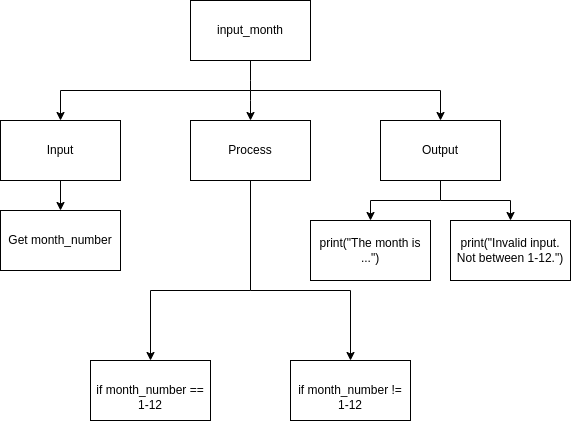 input_month
Input
Process
Output
Get month_number
print("The month is
...")
print("Invalid input.
Not between 1-12.")
if month_number ==
1-12
if month_number !=
1-12